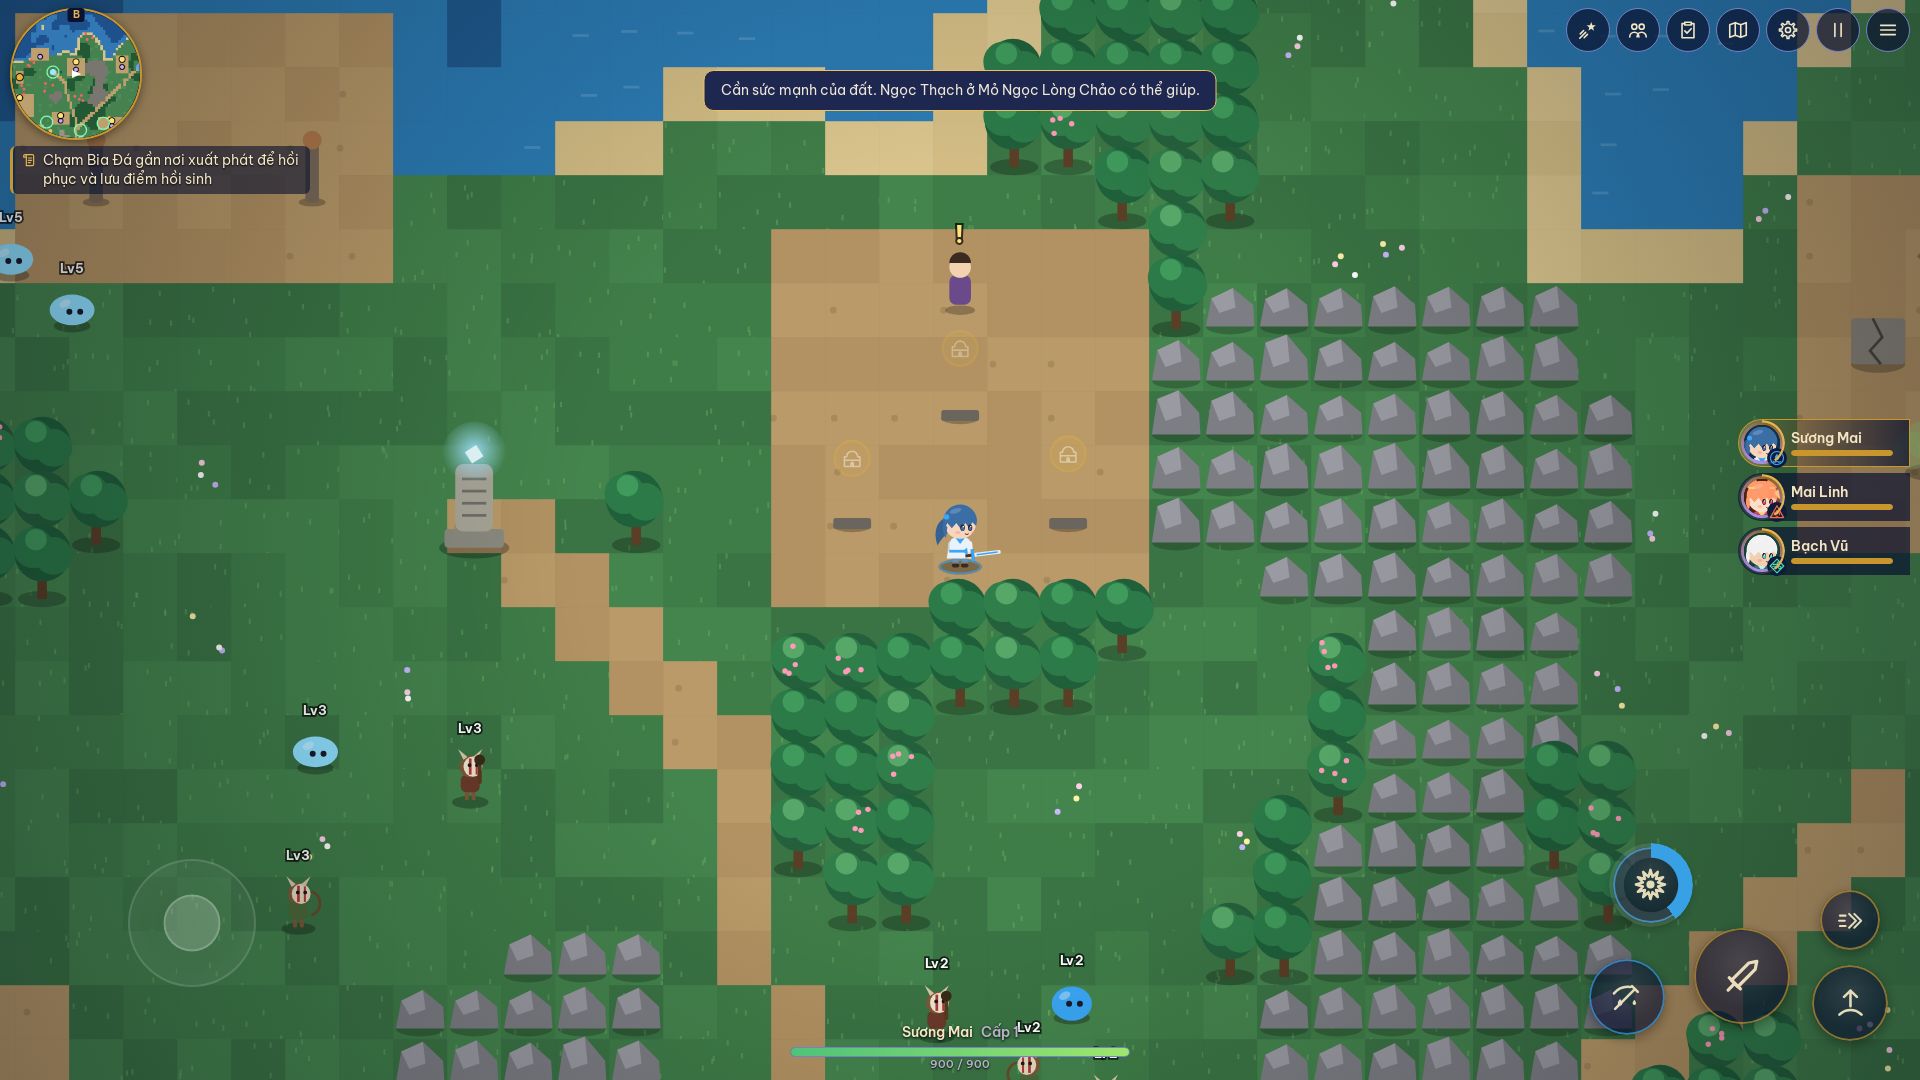 B
Cần sức mạnh của đất. Ngọc Thạch ở Mỏ Ngọc Lòng Chảo có thể giúp.
Chạm Bia Đá gần nơi xuất phát để hồi
phục và lưu điểm hồi sinh
Lv5
Lv5
!
Sương Mai
Mai Linh
Bạch Vũ
Lv3
Lv3
Lv3
Lv2
Lv2
Lv2
Sương Mai Cấp 1
900 / 900